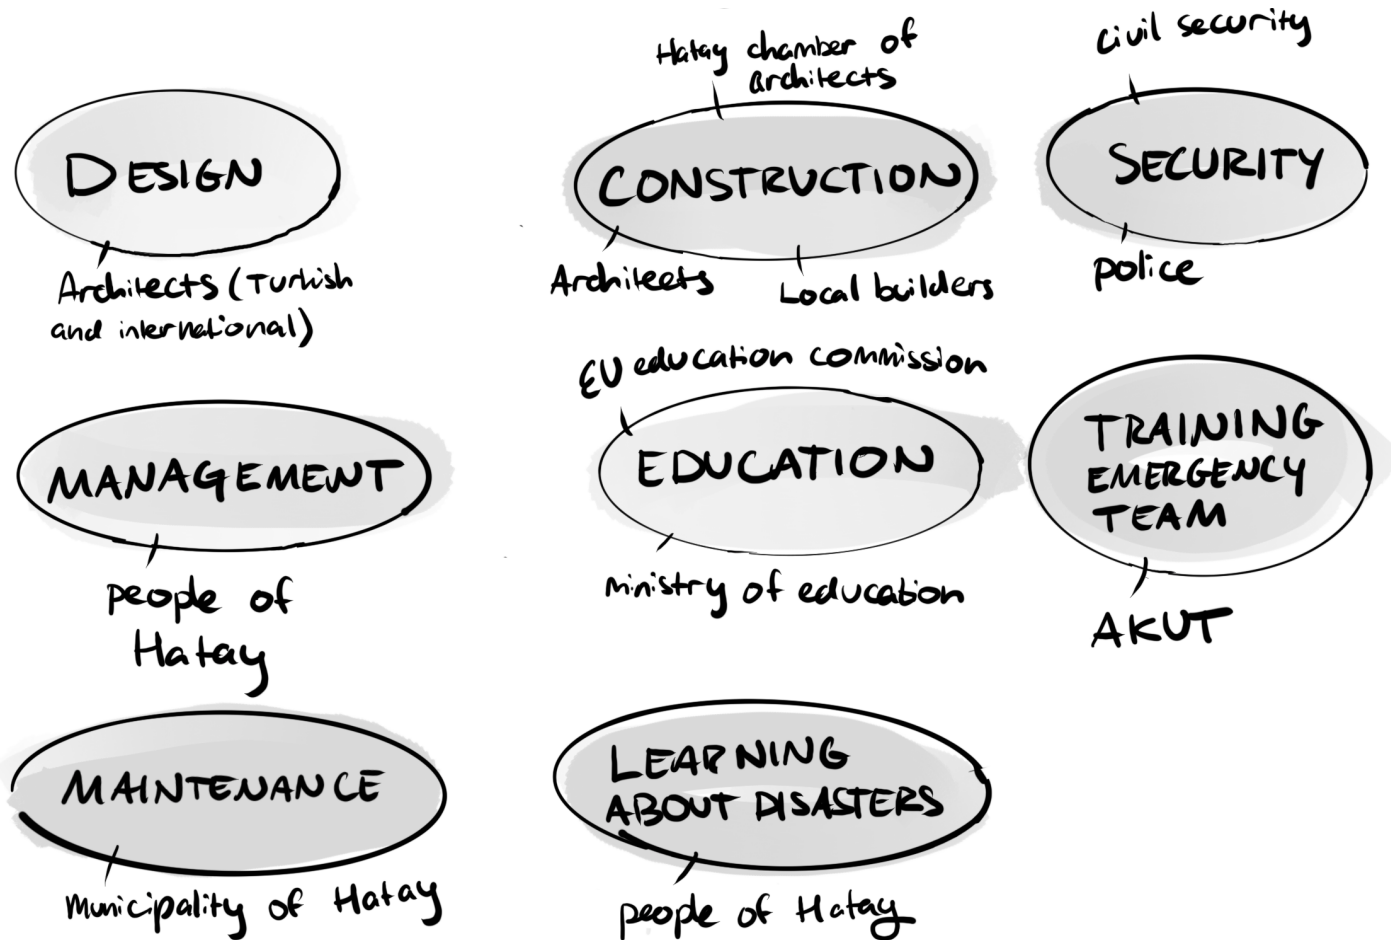 DESIGN
Architects (Turkish
and international)
Hatay chamber of
architects
CONSTRUCTION
Architects
Local builders
civil security
SECURITY
police
MANAGEMENT
people of
Hatay
EU education commission
EDUCATION
ministry of education
TRAINING
EMERGENCY
TEAM
AKUT
MAINTENANCE
municipality of Hatay
LEARNING
ABOUT DISASTERS
people of Hatay